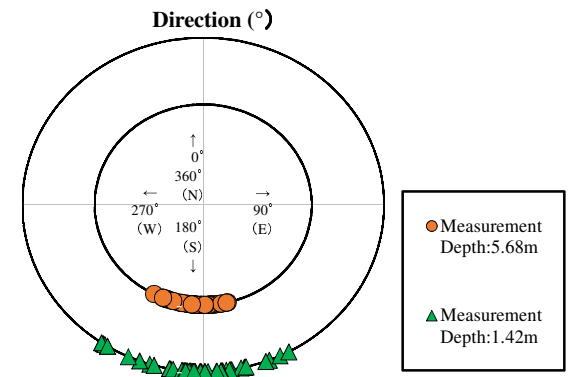 Direction (°)
↑
0°
360°
(N)
←
→
270°
(W)
90°
(E)
180°
(S)
↓
Measurement
Depth:5.68m
Measurement
Depth:1.42m